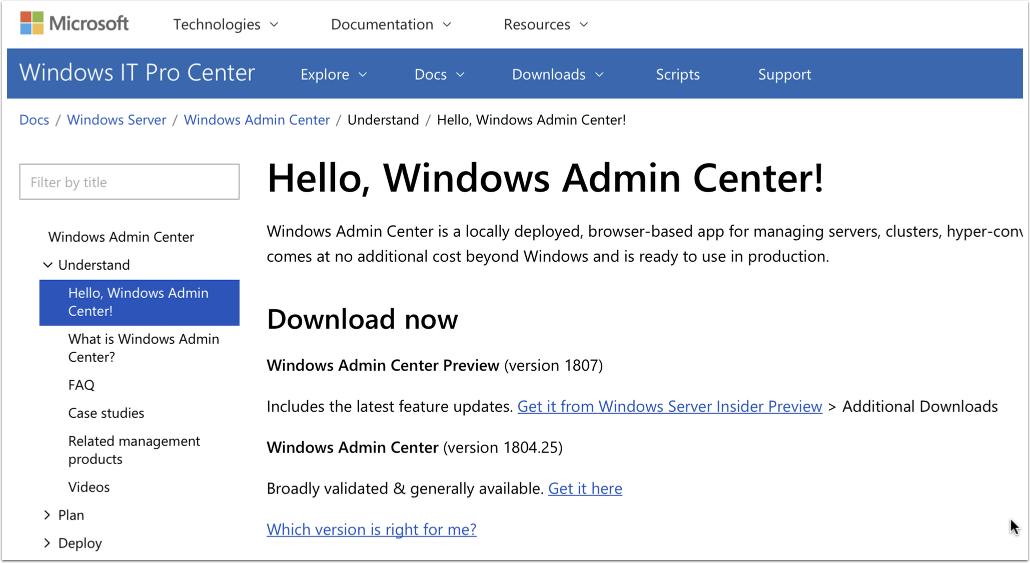 Microsoft Technologies Documentation Resources
Windows IT Pro Center Explore Docs Downloads Scripts Support
Docs / Windows Server / Windows Admin Center / Understand / Hello, Windows Admin Center!
Filter by title
Windows Admin Center
Understand
Hello, Windows Admin
Center!
What is Windows Admin
Center?
FAQ
Case studies
Related management
products
Videos
Plan
Deploy
Hello, Windows Admin Center!
Windows Admin Center is a locally deployed, browser-based app for managing servers, clusters,
comes at no additional cost beyond Windows and is ready to use in production.
Download now
Windows Admin Center Preview (version 1807)
Includes the latest feature updates. Get it from Windows Server Insider Preview > Additional Downloads
Windows Admin Center (version 1804.25)
Broadly validated & generally available. Get it here
Which version is right for me?